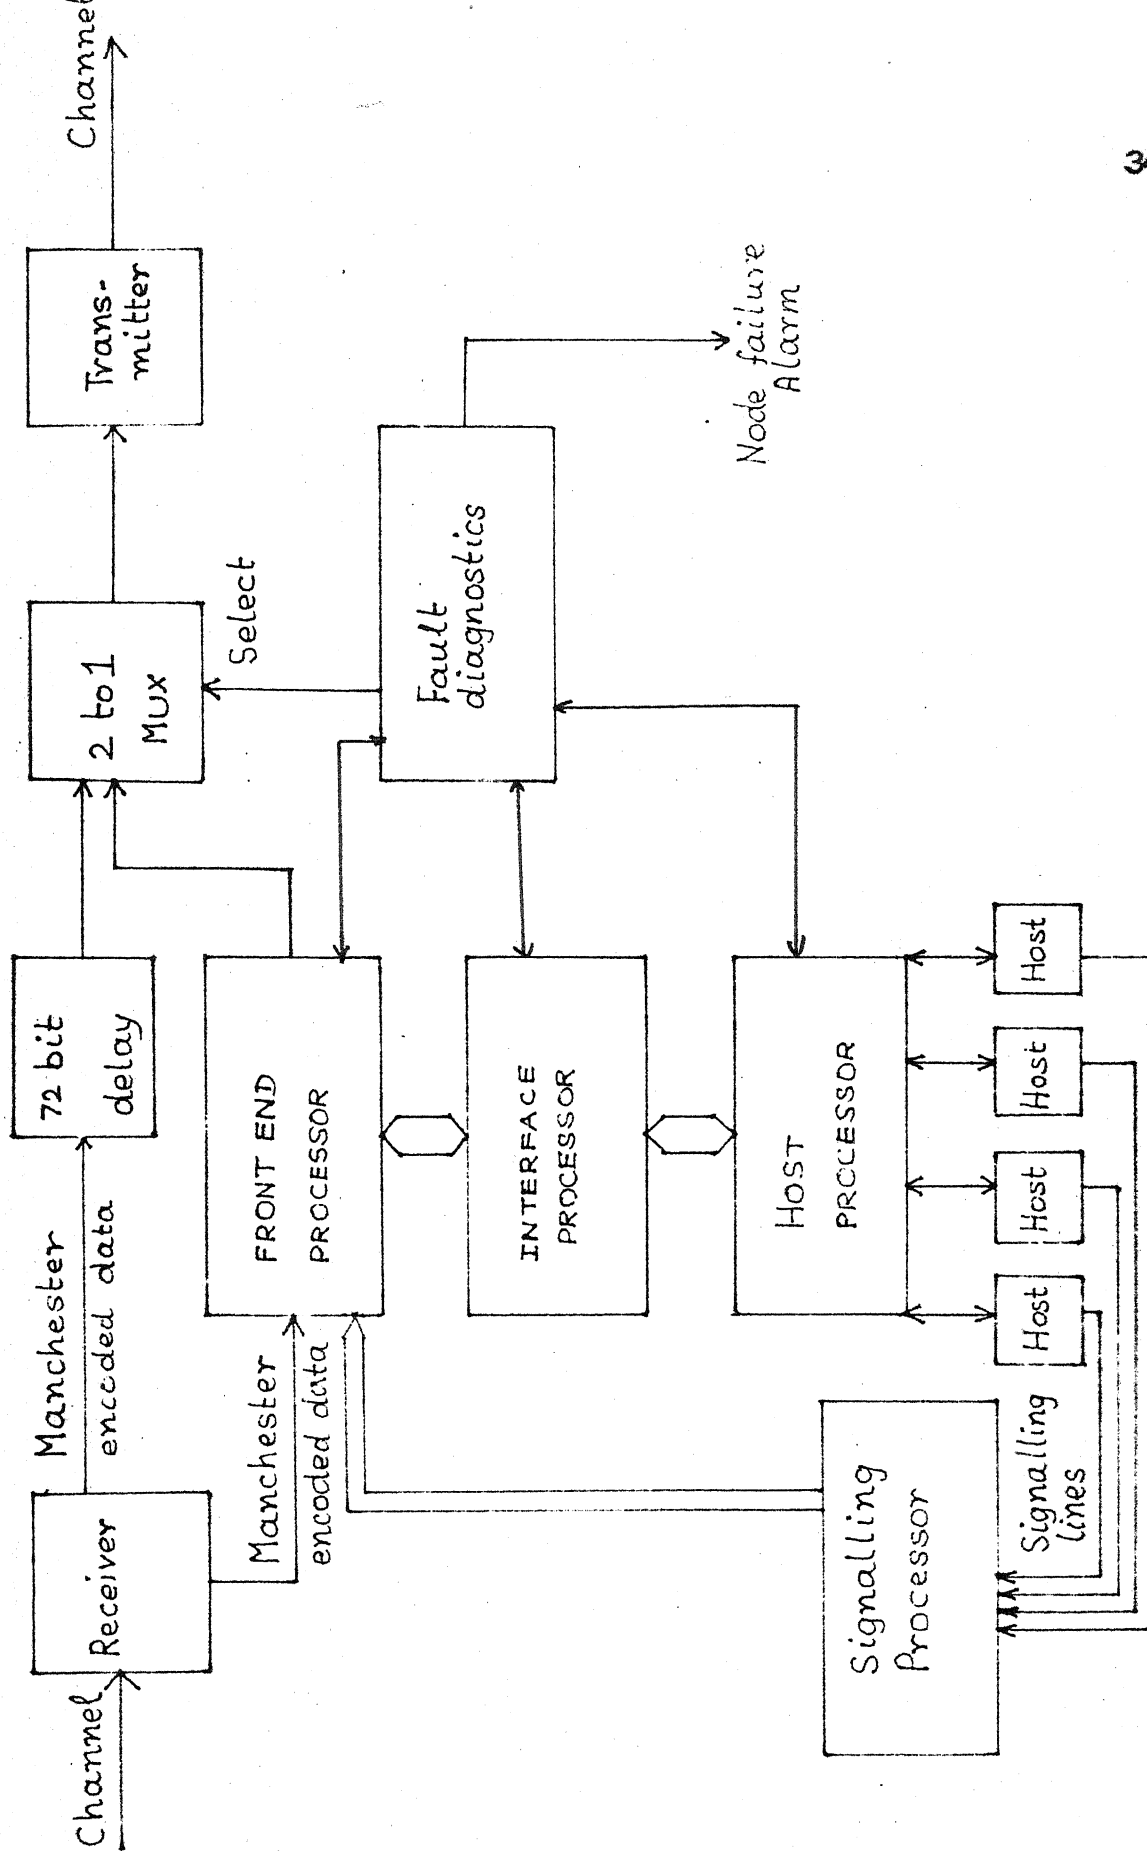 Channel
Receiver
Manchester
encoded data
Manchester
encoded data
72 bit
delay
2 to 1
MUX
Select
Trans-
mitter
Channel
FRONT END
PROCESSOR
INTERFACE
PROCESSOR
HOST
PROCESSOR
Fault
diagnostics
Node failure
Alarm
Signalling
Processor
Signalling
lines
Host
Host
Host
Host
3